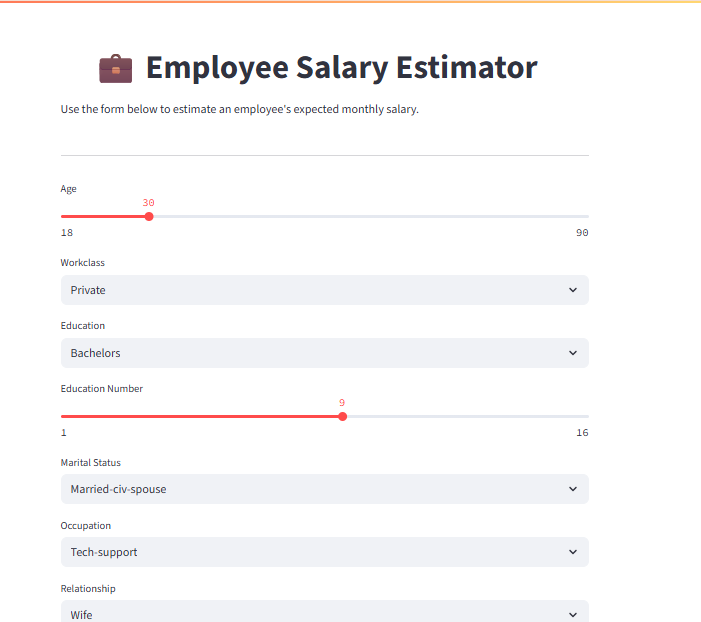 Employee Salary Estimator
Use the form below to estimate an employee's expected monthly salary.
Age
30
18 90
Workclass
Private
Education
Bachelors
Education Number
9
1 16
Marital Status
Married-civ-spouse
Occupation
Tech-support
Relationship
Wife